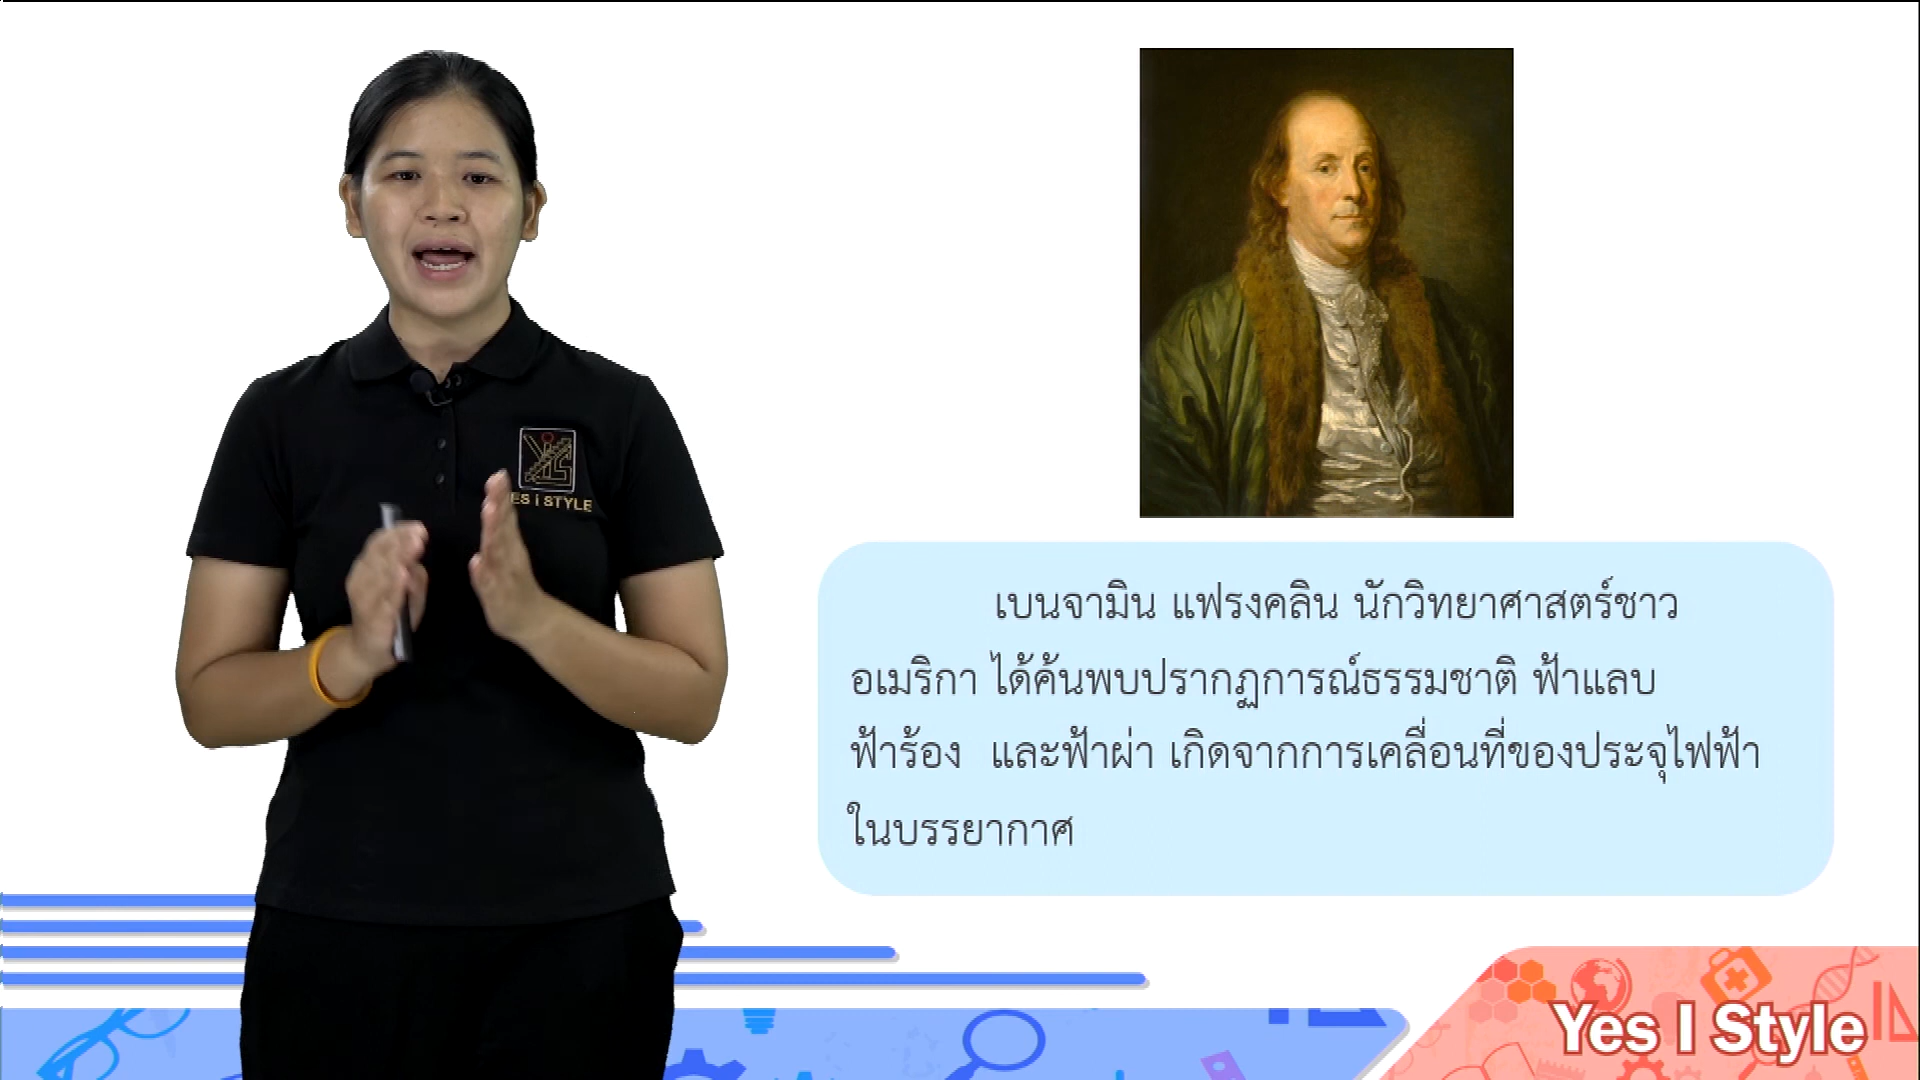 ES i STYLE
เบนจามิน แฟรงคลิน นักวิทยาศาสตร์ชาว
อเมริกา ได้ค้นพบปรากฏการณ์ธรรมชาติ ฟ้าแลบ
ฟ้าร้อง และฟ้าผ่า เกิดจากการเคลื่อนที่ของประจุไฟฟ้า
ในบรรยากาศ
Yes I Style